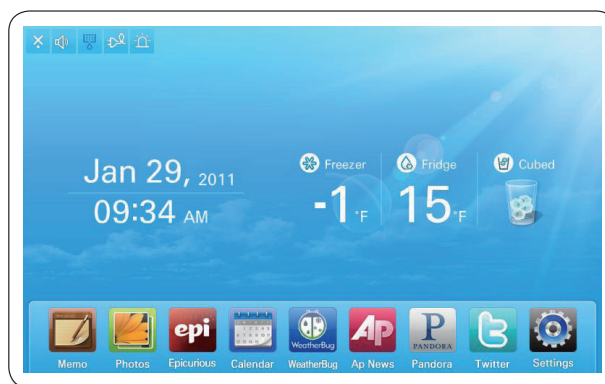 Jan 29, 2011
09:34 AM
Freezer
-1 °F
Fridge
15 °F
Cubed
epi
WeatherBug
AP
P
PANDORA
t
Memo Photos Epicurious Calendar WeatherBug Ap News Pandora Twitter Settings